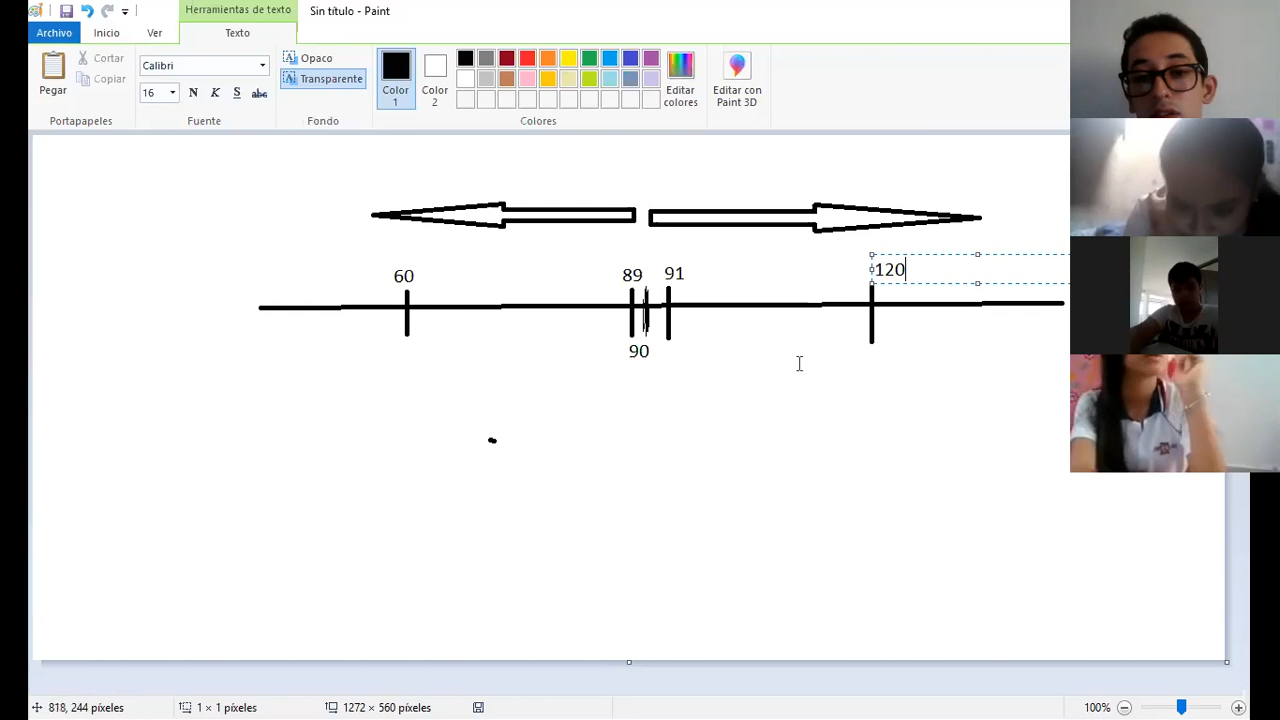 Herramientas de texto
Sin título - Paint
Archivo
Inicio
Ver
Texto
Pegar
Cortar
Copiar
Portapapeles
Calibri
16
N K S abc
Fuente
Opaco
Transparente
Fondo
Color 1
Color 2
Editar colores
Colores
Editar con Paint 3D
60
89
91
120
90
818, 244 píxeles
1 × 1 píxeles
1272 × 560 píxeles
100%